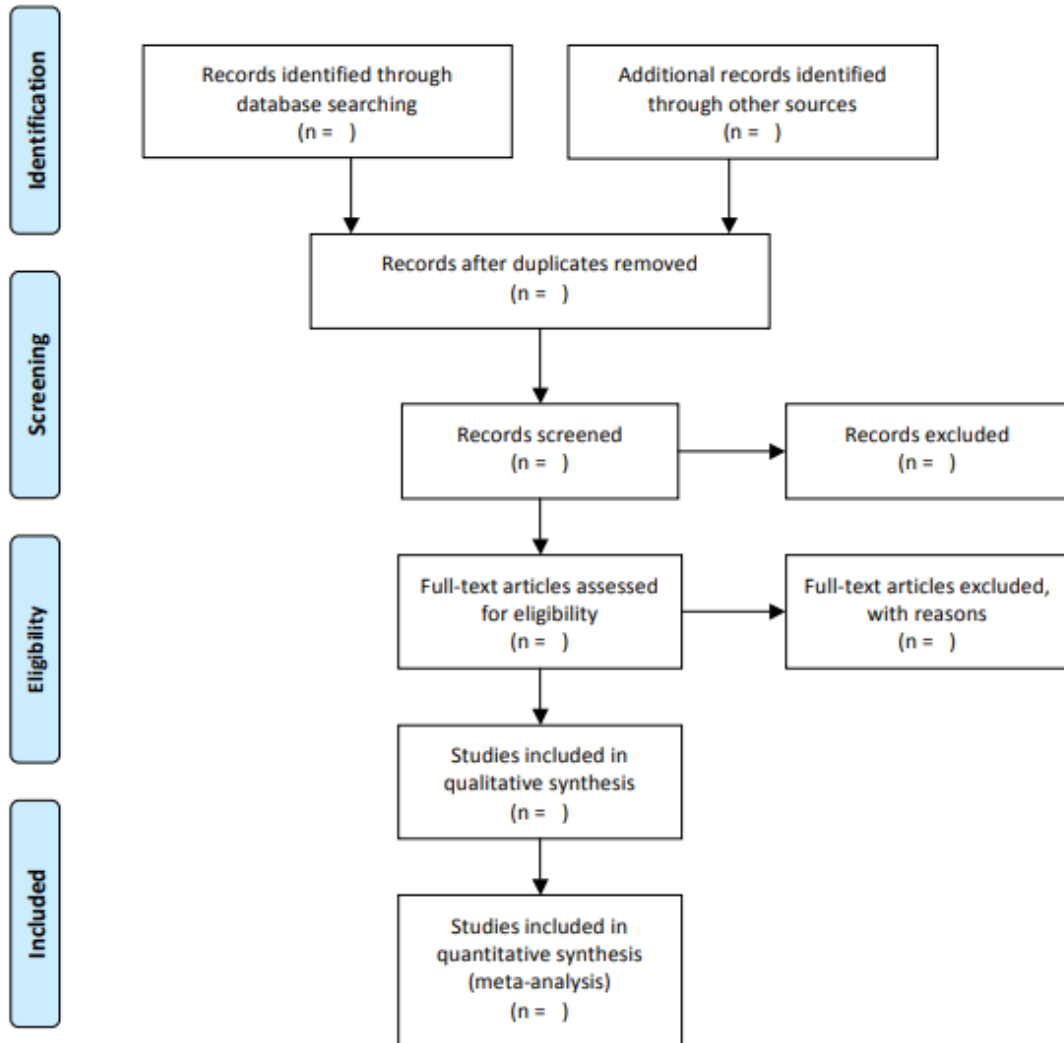 Identification
Records identified through
database searching
(n =   )
Additional records identified
through other sources
(n =   )
Records after duplicates removed
(n =   )
Screening
Records screened
(n =   )
Records excluded
(n =   )
Eligibility
Full-text articles assessed
for eligibility
(n =   )
Full-text articles excluded,
with reasons
(n =   )
Studies included in
qualitative synthesis
(n =   )
Included
Studies included in
quantitative synthesis
(meta-analysis)
(n =   )